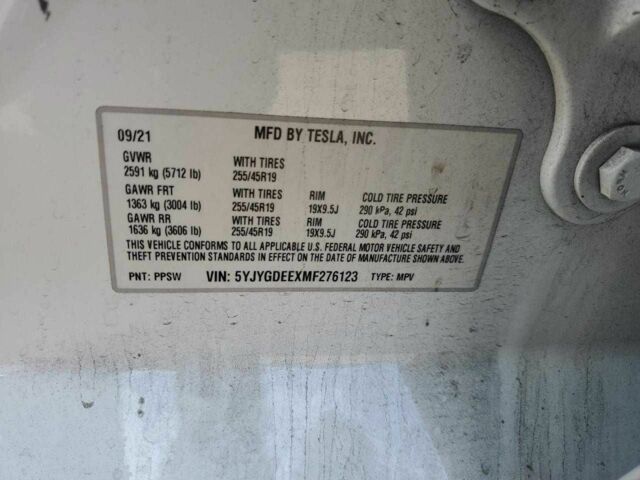 09/21 MFD BY TESLA, INC.
GVWR WITH TIRES
2591 kg (5712 lb) 255/45R19
GAWR FRT WITH TIRES RIM COLD TIRE PRESSURE
1363 kg (3004 lb) 255/45R19 19X9.5J 290 kPa, 42 psi
GAWR RR WITH TIRES RIM COLD TIRE PRESSURE
1636 kg (3606 lb) 255/45R19 19X9.5J 290 kPa, 42 psi
THIS VEHICLE CONFORMS TO ALL APPLICABLE U.S. FEDERAL MOTOR VEHICLE SAFETY AND
THEFT PREVENTION STANDARDS IN EFFECT ON THE DATE OF MANUFACTURE SHOWN ABOVE.
PNT: PPSW VIN: 5YJYGDEEXMF276123 TYPE: MPV